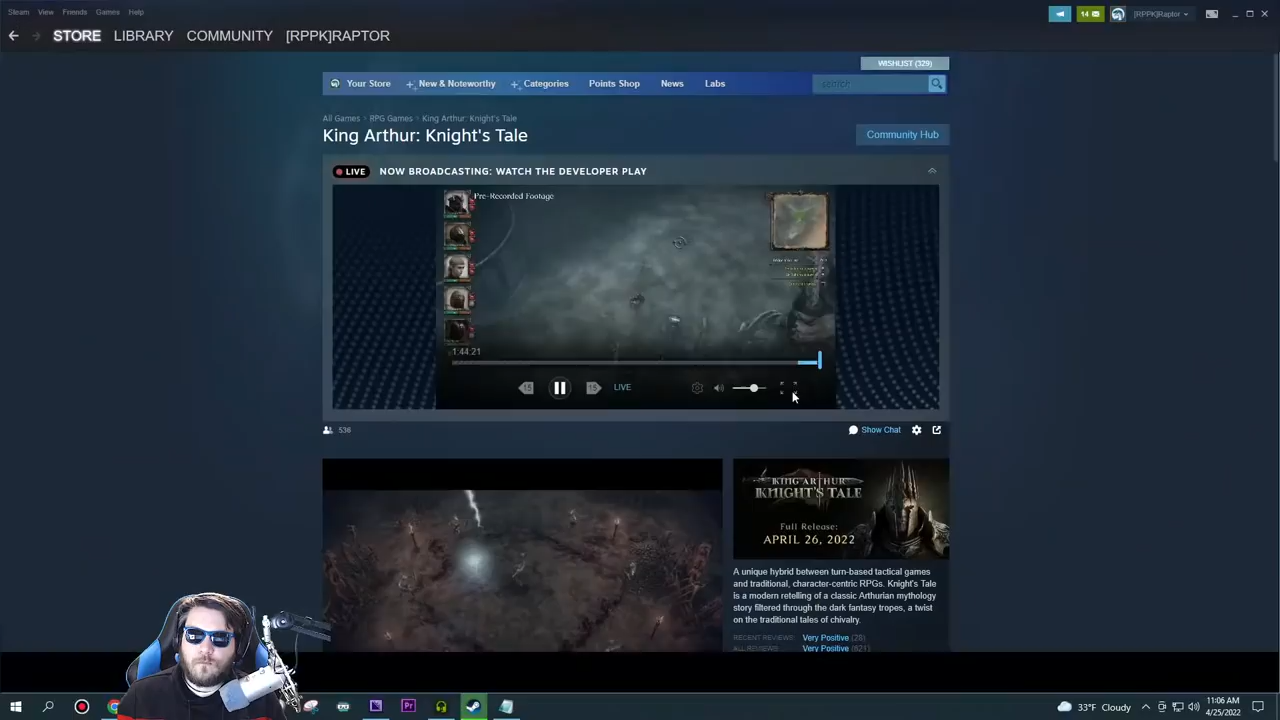 Steam View Friends Games Help
14
[RPPK]Raptor
STORE LIBRARY COMMUNITY [RPPK]RAPTOR
WISHLIST (329)
Your Store New & Noteworthy Categories Points Shop News Labs search
All Games > RPG Games > King Arthur: Knight's Tale
King Arthur: Knight's Tale
Community Hub
LIVE NOW BROADCASTING: WATCH THE DEVELOPER PLAY
Pre-Recorded Footage
1:44:21
15 15 LIVE
536
Show Chat
KING ARTHUR
KNIGHT'S TALE
Full Release:
APRIL 26, 2022
A unique hybrid between turn-based tactical games
and traditional, character-centric RPGs. Knight's Tale
is a modern retelling of a classic Arthurian mythology
story filtered through the dark fantasy tropes, a twist
on the traditional tales of chivalry.
RECENT REVIEWS: Very Positive (28)
ALL REVIEWS: Very Positive (621)
Pr
33°F Cloudy
11:06 AM
4/25/2022